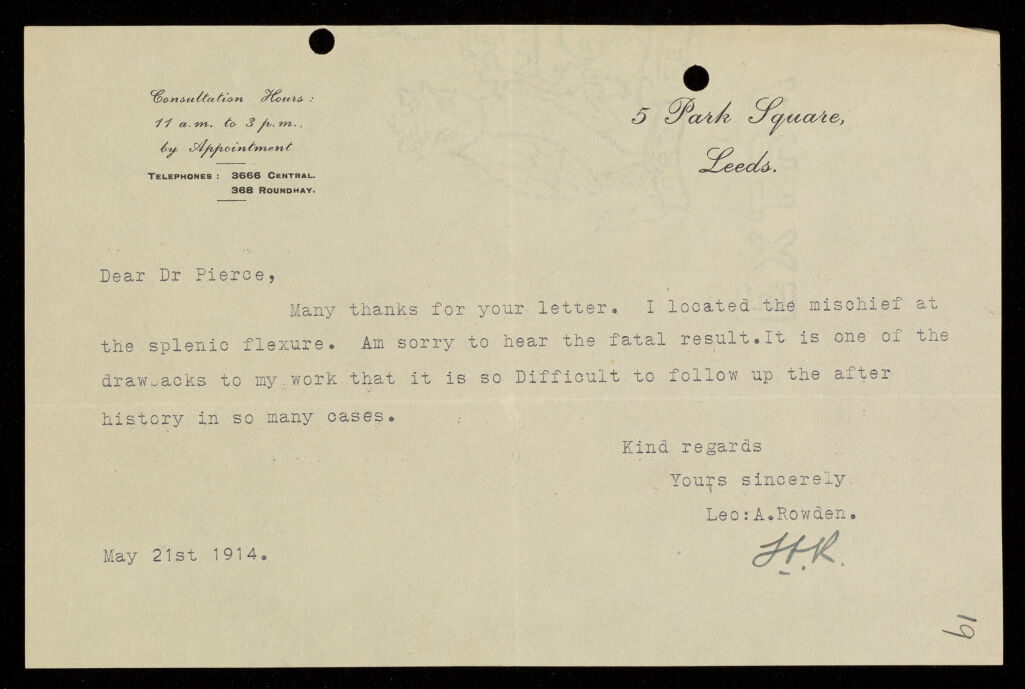 Consultation Hours:
11 a.m. to 3 p.m.,
by Appointment.
TELEPHONES: 3666 CENTRAL.
368 ROUNDHAY.
5 Park Square,
Leeds.
Dear Dr Pierce,
Many thanks for your letter. I located the mischief at
the splenic flexure. Am sorry to hear the fatal result.It is one of the
drawbacks to my work that it is so Difficult to follow up the after
history in so many cases.
Kind regards
Yours sincerely
Leo:A.Rowden.
May 21st 1914.
19